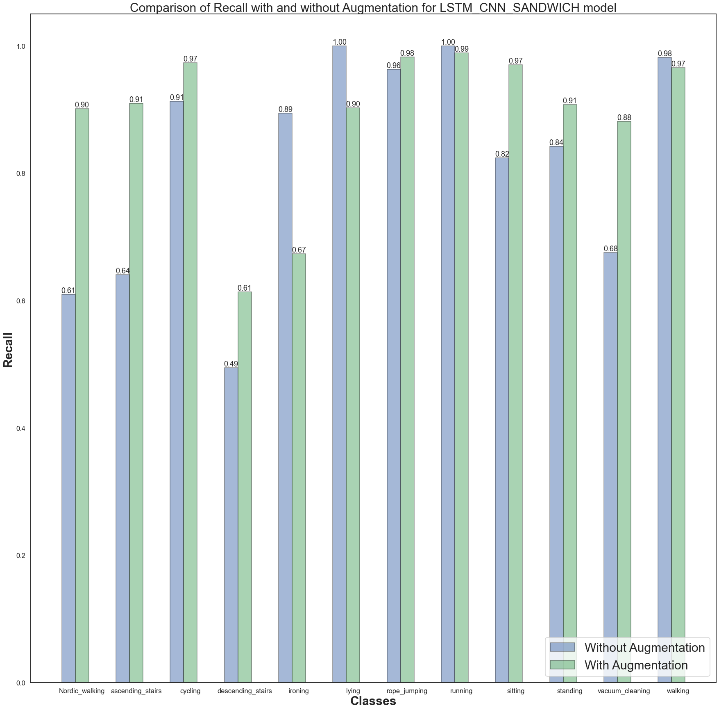 Comparison of Recall with and without Augmentation for LSTM_CNN_SANDWICH model
Recall
1.0
0.8
0.6
0.4
0.2
0.0
0.61 0.90 0.64 0.91 0.91 0.97 0.49 0.61 0.89 0.67 1.00 0.90 0.96 0.98 1.00 0.99 0.82 0.97 0.84 0.91 0.68 0.88 0.98 0.97
Without Augmentation
With Augmentation
Nordic_walking ascending_stairs cycling descending_stairs ironing lying rope_jumping running sitting standing vacuum_cleaning walking
Classes